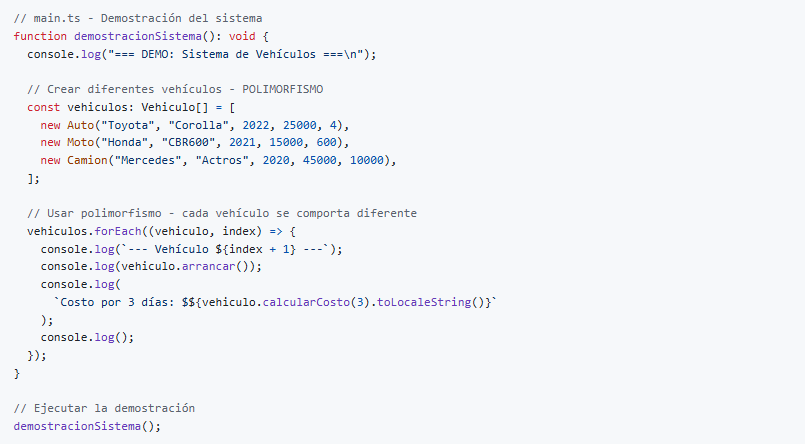 // main.ts - Demostración del sistema
function demostracionSistema(): void {
  console.log("=== DEMO: Sistema de Vehículos ===\n");

  // Crear diferentes vehículos - POLIMORFISMO
  const vehiculos: Vehiculo[] = [
    new Auto("Toyota", "Corolla", 2022, 25000, 4),
    new Moto("Honda", "CBR600", 2021, 15000, 600),
    new Camion("Mercedes", "Actros", 2020, 45000, 10000),
  ];

  // Usar polimorfismo - cada vehículo se comporta diferente
  vehiculos.forEach((vehiculo, index) => {
    console.log(`--- Vehículo ${index + 1} ---`);
    console.log(vehiculo.arrancar());
    console.log(
      `Costo por 3 días: $${vehiculo.calcularCosto(3).toLocaleString()}`
    );
    console.log();
  });
}

// Ejecutar la demostración
demostracionSistema();